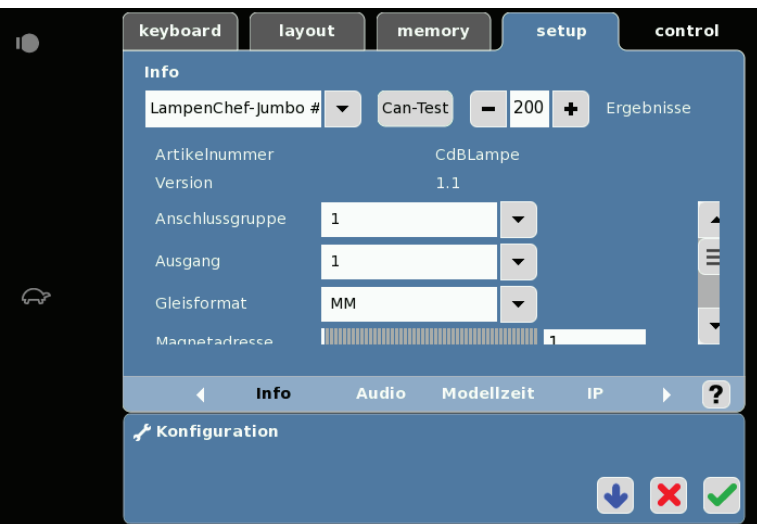 keyboard layout memory setup control
Info
LampenChef-Jumbo # Can-Test 200 Ergebnisse
Artikelnummer CdBLampe
Version 1.1
Anschlussgruppe 1
Ausgang 1
Gleisformat MM
Magnetadresse 1
Info Audio Modellzeit IP ?
Konfiguration